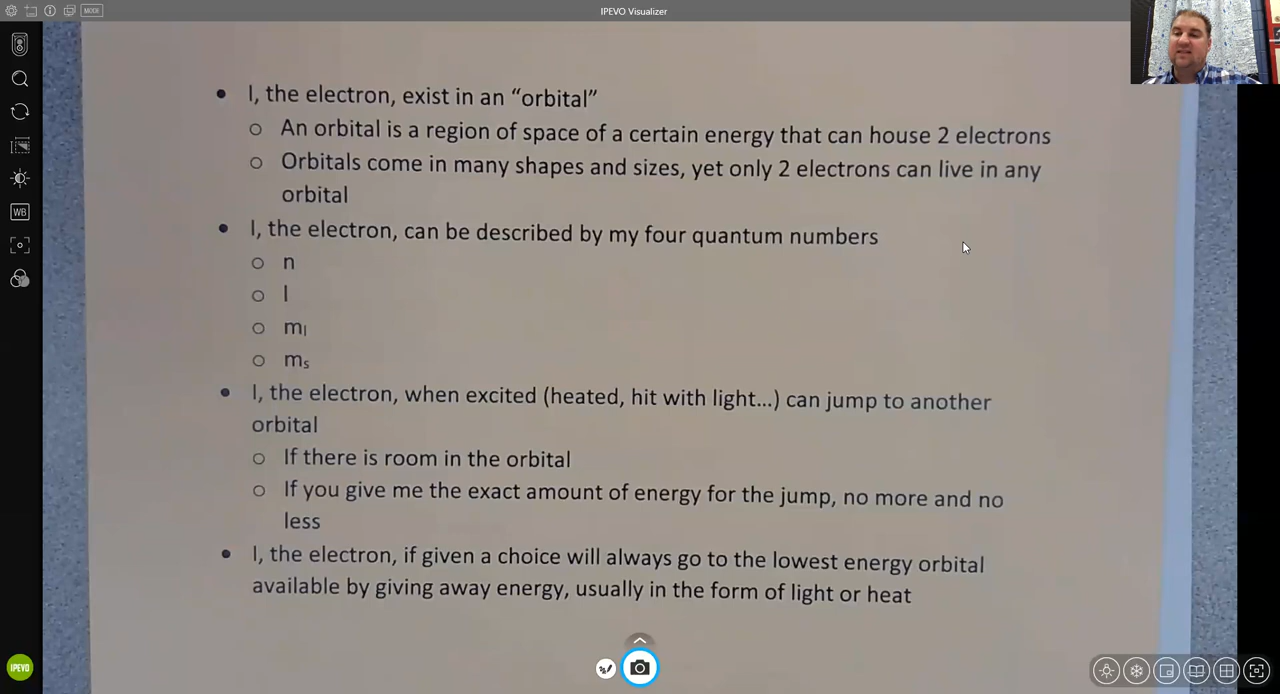 MODE
IPEVO Visualizer
I, the electron, exist in an “orbital”
An orbital is a region of space of a certain energy that can house 2 electrons
Orbitals come in many shapes and sizes, yet only 2 electrons can live in any
orbital
I, the electron, can be described by my four quantum numbers
n
l
ml
ms
I, the electron, when excited (heated, hit with light…) can jump to another
orbital
If there is room in the orbital
If you give me the exact amount of energy for the jump, no more and no
less
I, the electron, if given a choice will always go to the lowest energy orbital
available by giving away energy, usually in the form of light or heat
WB
IPEVO